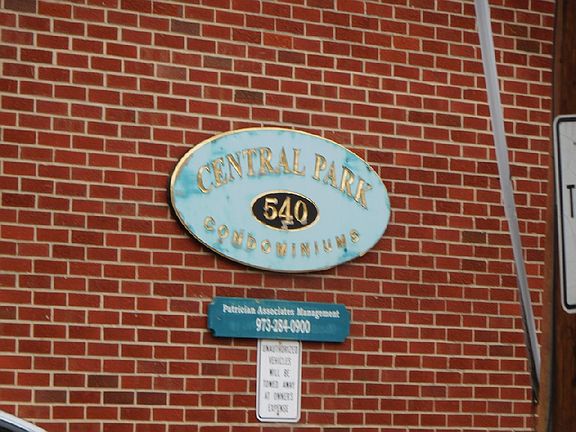 CENTRAL PARK
540
CONDOMINIUMS
Patrician Associates Management
973-284-0900
UNAUTHORIZED
VEHICLES
WILL BE
TOWED AWAY
AT OWNER'S
EXPENSE
T